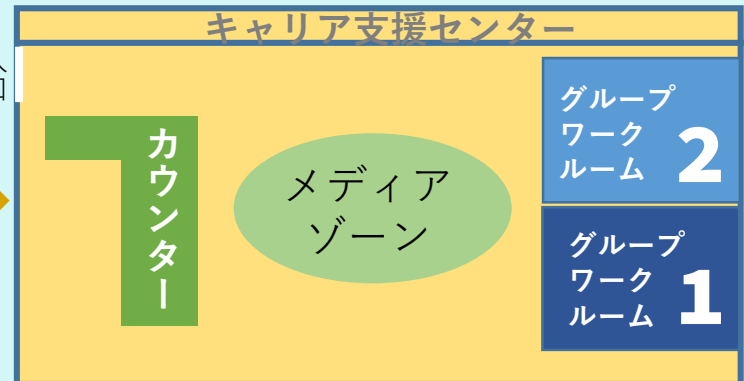 キャリア支援センター
カウンター
メディア
ゾーン
グループ
ワーク
ルーム 2
グループ
ワーク
ルーム 1